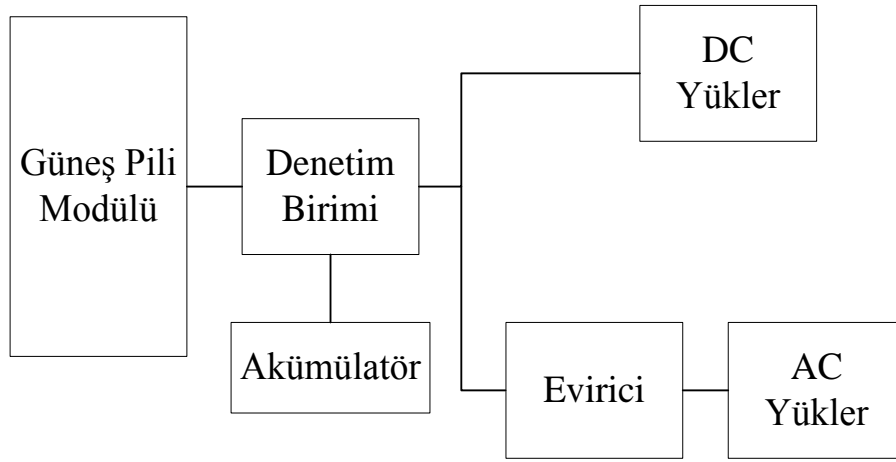 Güneş Pili
Modülü
Denetim
Birimi
Akümülatör
DC
Yükler
Evirici
AC
Yükler